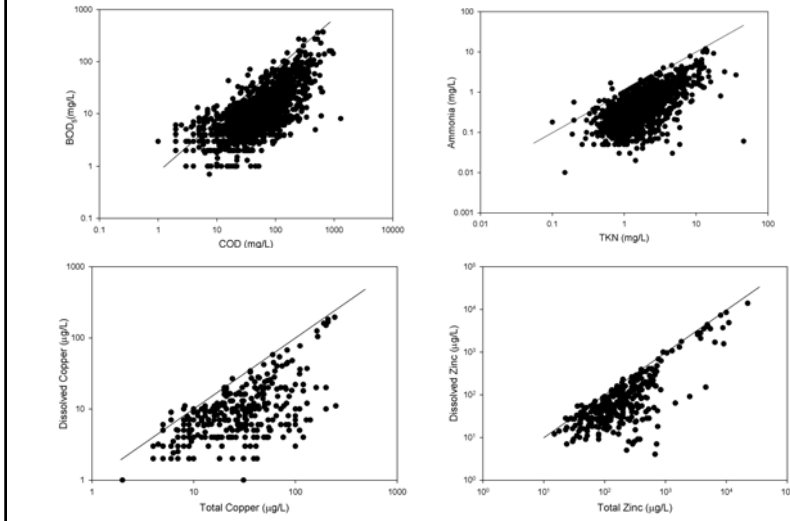 1000
100
10
1
0.1
BOD₅(mg/L)
0.1 1 10 100 1000 10000
COD (mg/L)
100
10
1
0.1
0.01
0.001
Ammonia (mg/L)
0.01 0.1 1 10 100
TKN (mg/L)
1000
100
10
1
Dissolved Copper (µg/L)
1 10 100 1000
Total Copper (µg/L)
10⁵
10⁴
10³
10²
10¹
10⁰
Dissolved Zinc (µg/L)
10⁰ 10¹ 10² 10³ 10⁴ 10⁵
Total Zinc (µg/L)